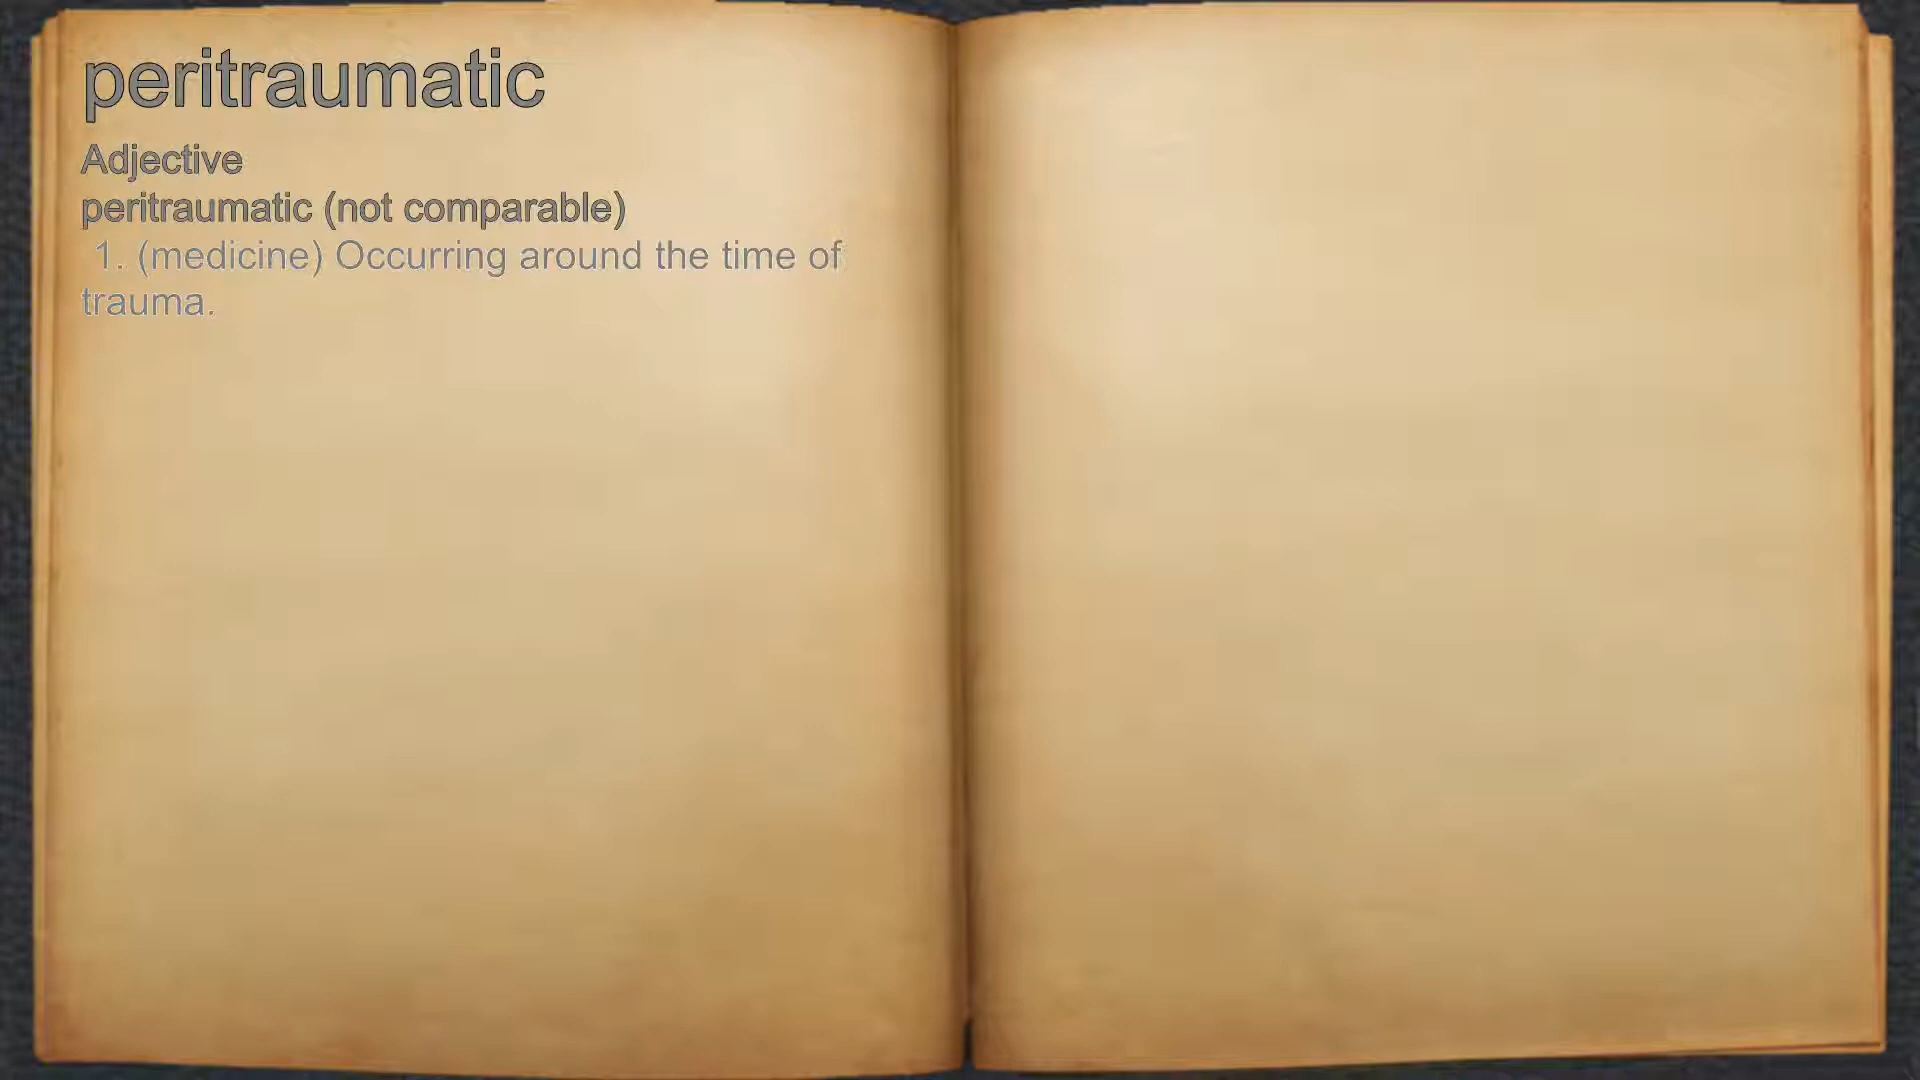 peritraumatic
Adjective
peritraumatic (not comparable)
1. (medicine) Occurring around the time of
trauma.